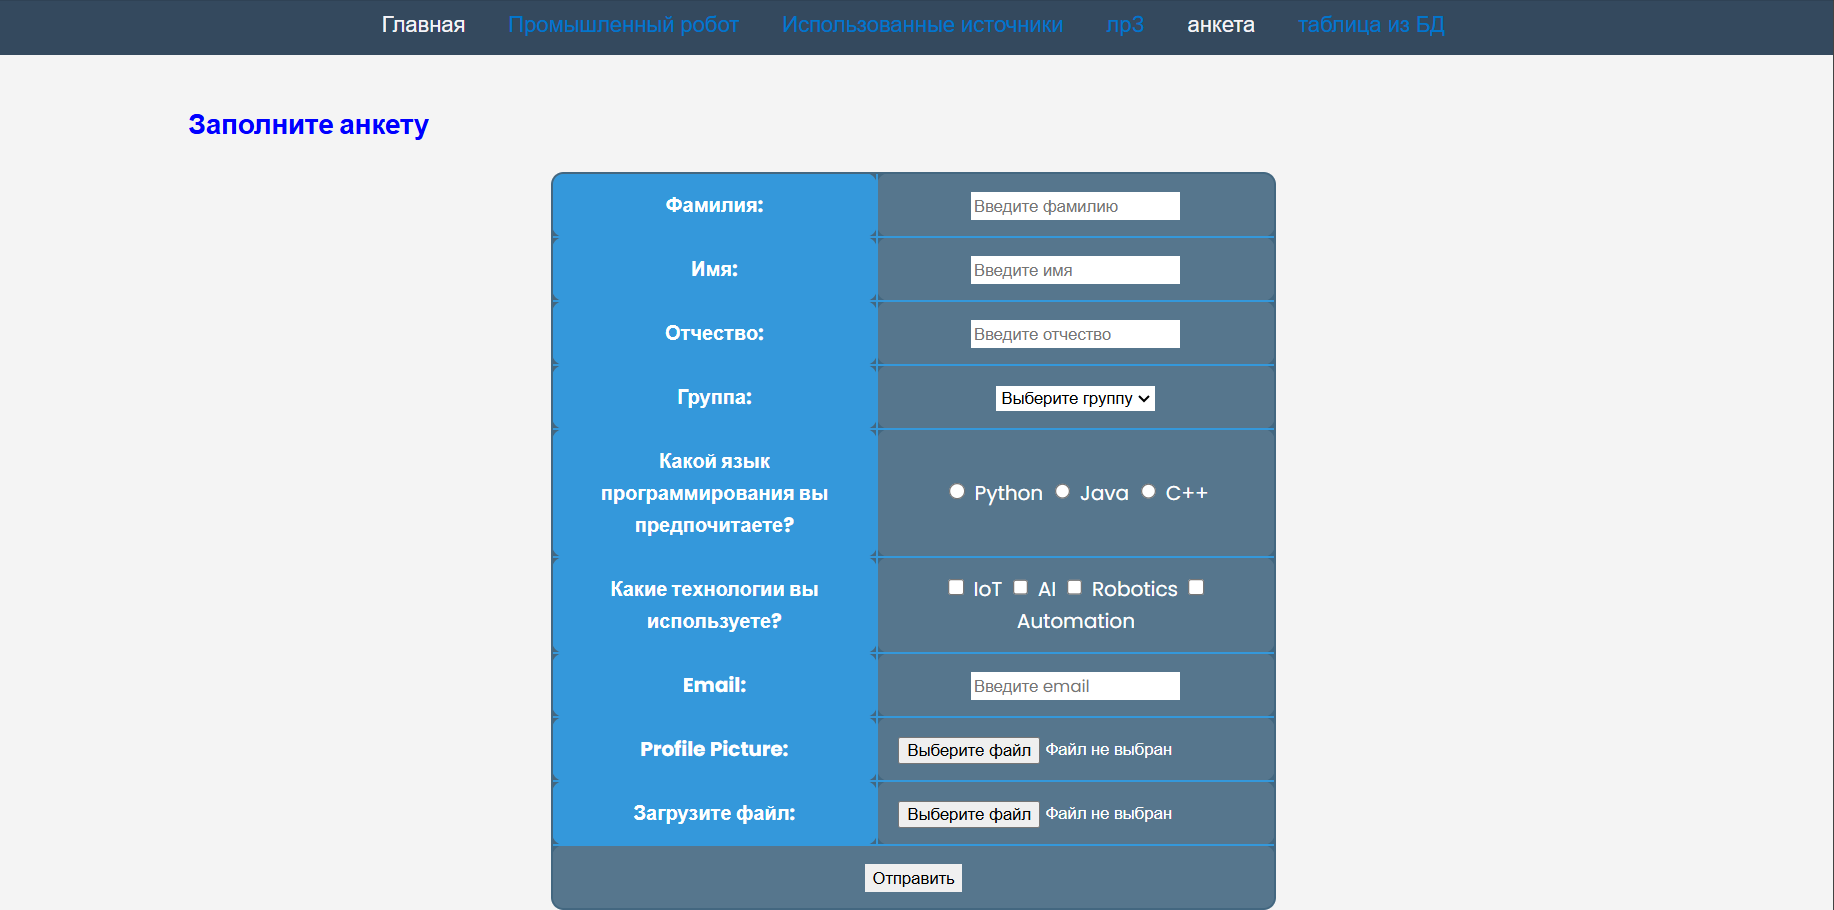 Главная Промышленный робот Использованные источники лр3 анкета таблица из БД
Заполните анкету
Фамилия: Введите фамилию
Имя: Введите имя
Отчество: Введите отчество
Группа: Выберите группу
Какой язык
программирования вы
предпочитаете?
Python Java C++
Какие технологии вы
используете?
IoT AI Robotics
Automation
Email: Введите email
Profile Picture: Выберите файл Файл не выбран
Загрузите файл: Выберите файл Файл не выбран
Отправить